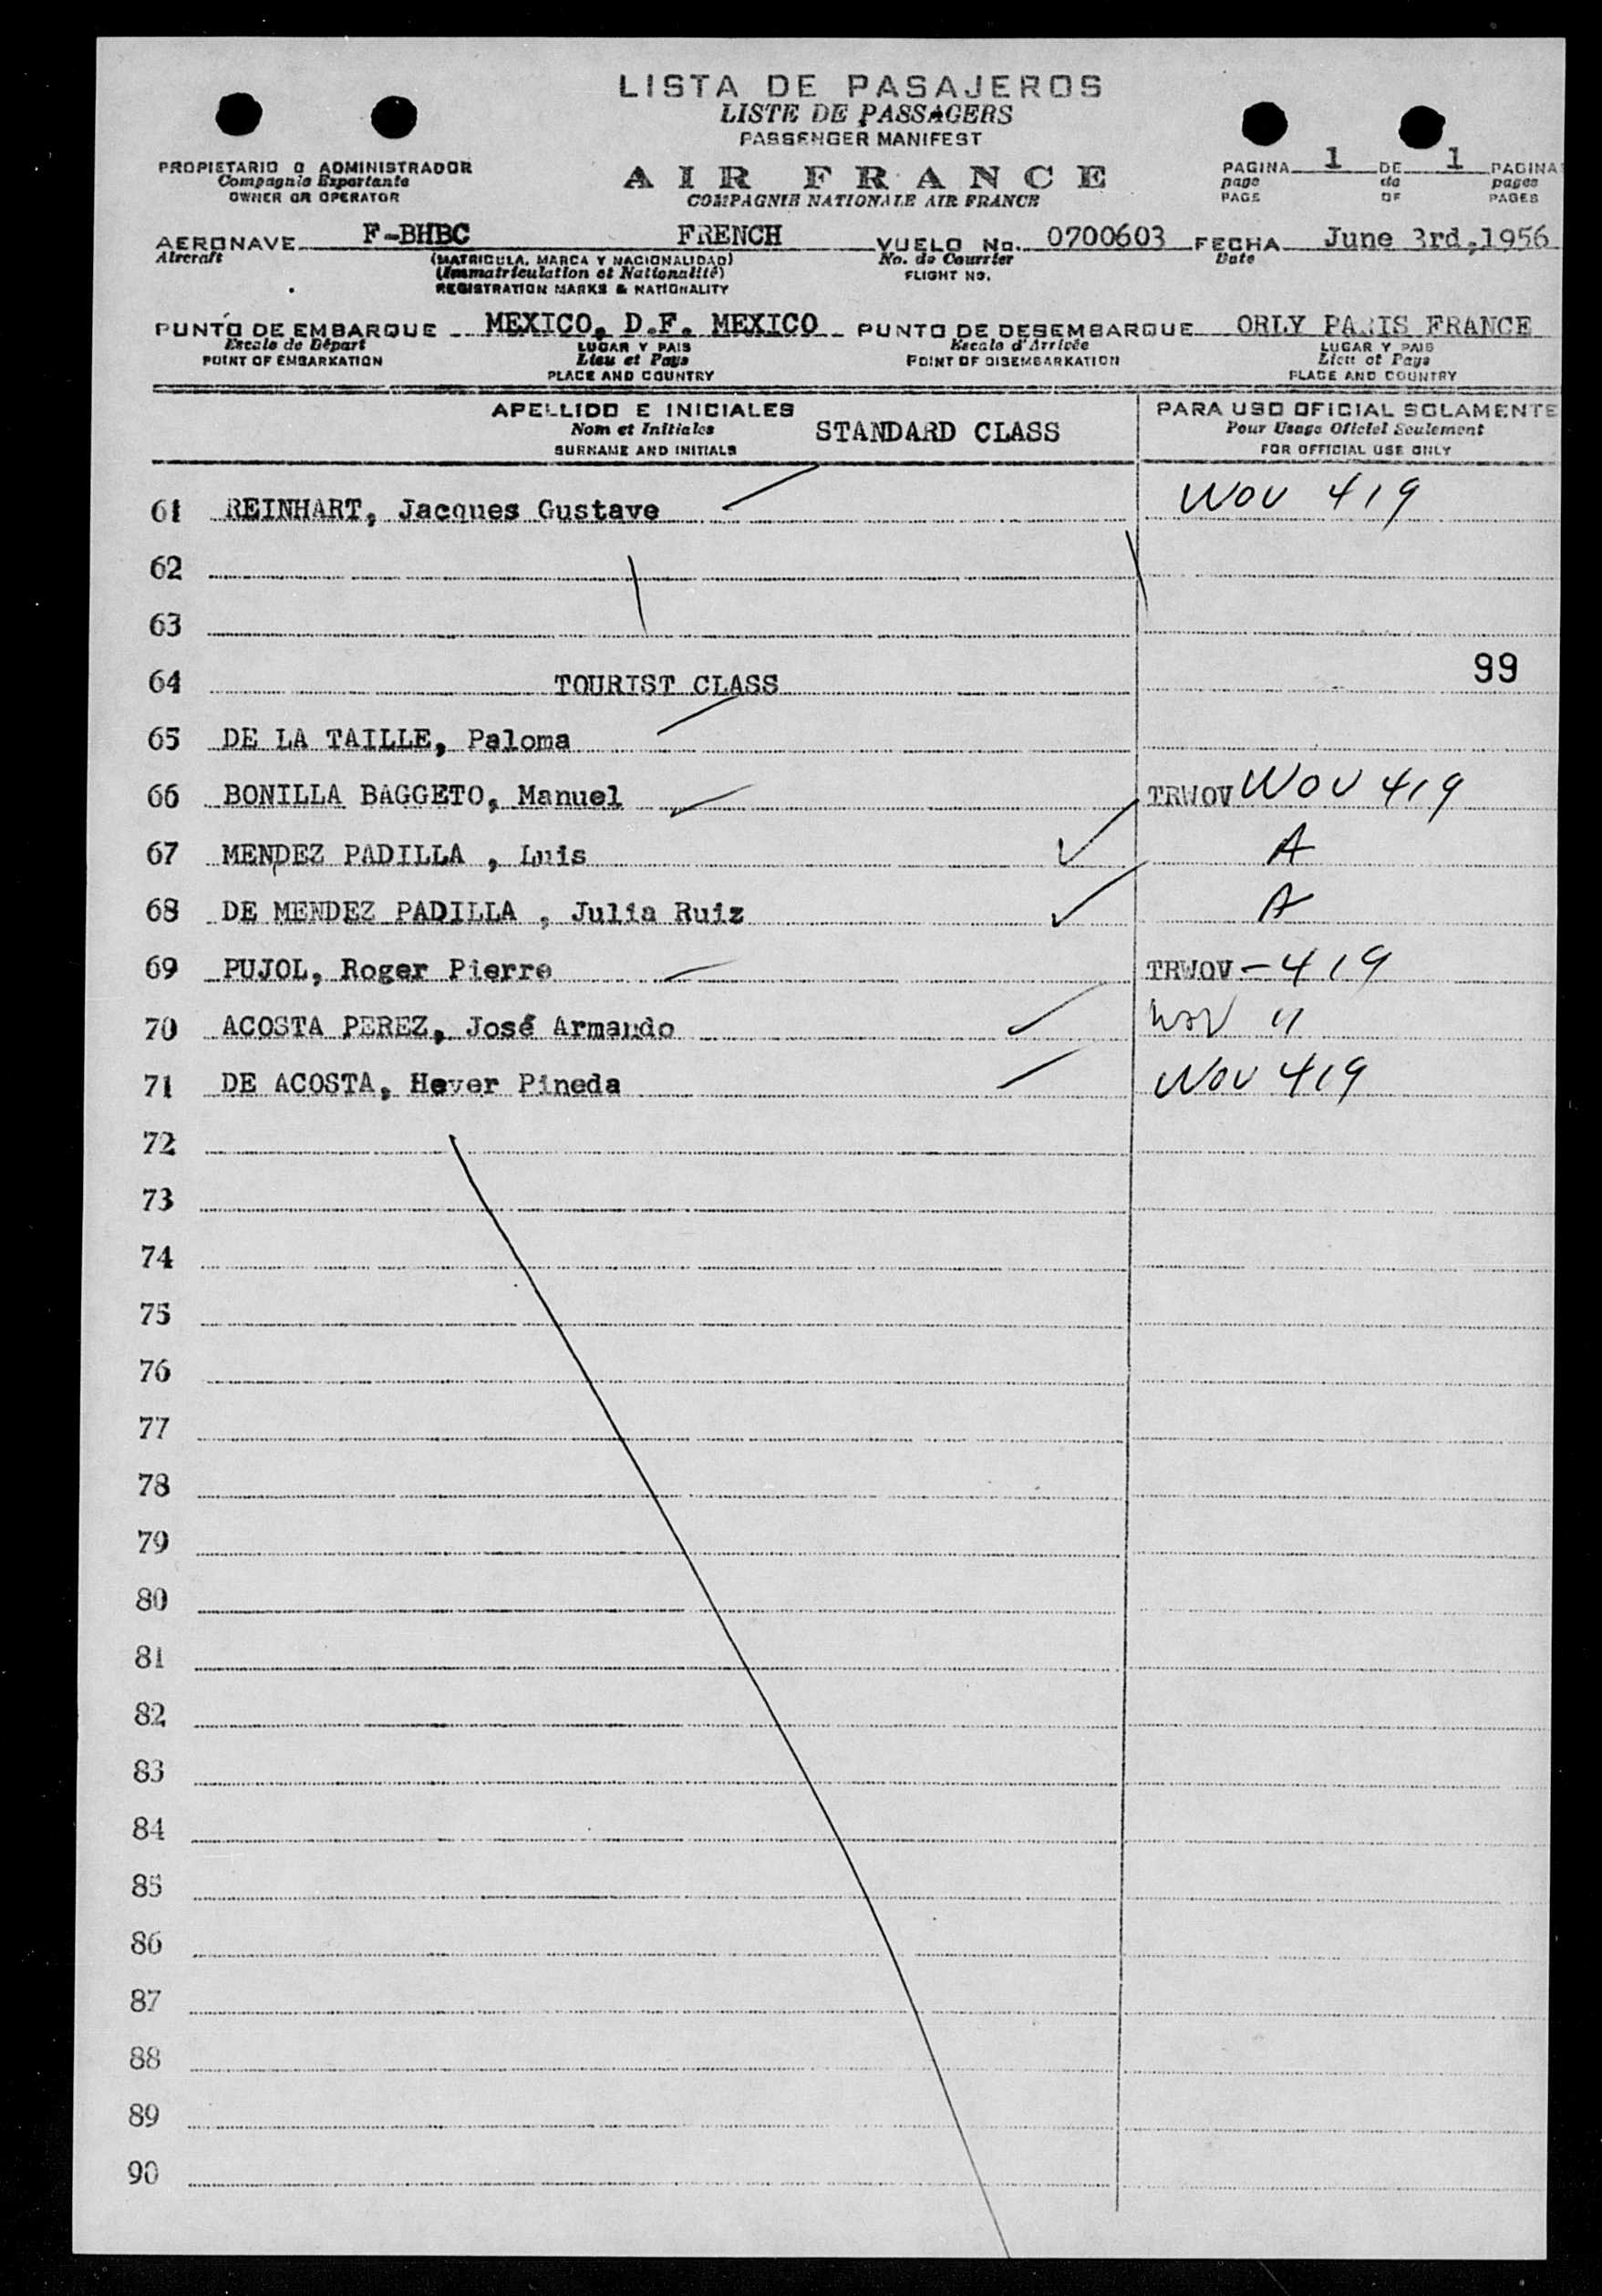 LISTA DE PASAJEROS
LISTE DE PASSAGERS
PASSENGER MANIFEST
PROPIETARIO O ADMINISTRADOR
Compagnie Exportante
OWNER OR OPERATOR
AIR FRANCE
COMPAGNIE NATIONALE AIR FRANCE
PAGINA 1 DE 1 PAGINA
page de pages
PAGE OF PAGES
AERONAVE F-BHBC FRENCH VUELO No. 0700603 FECHA June 3rd,1956
Aircraft (MATRICULA, MARCA Y NACIONALIDAD) No. de Courrier Date
(Immatriculation et Nationalité) FLIGHT NO.
REGISTRATION MARKS & NATIONALITY
PUNTO DE EMBARQUE MEXICO, D.F. MEXICO PUNTO DE DESEMBARQUE ORLY PARIS FRANCE
Escale de Départ LUGAR Y PAIS Escale d'Arrivée LUGAR Y PAIS
POINT OF EMBARKATION Lieu et Pays POINT OF DISEMBARKATION Lieu et Pays
PLACE AND COUNTRY PLACE AND COUNTRY
APELLIDO E INICIALES PARA USO OFICIAL SOLAMENTE
Nom et Initiales STANDARD CLASS Pour Usage Officiel Seulement
SURNAME AND INITIALS FOR OFFICIAL USE ONLY
61 REINHART, Jacques Gustave WOV 419
62
63
64 TOURIST CLASS 99
65 DE LA TAILLE, Paloma
66 BONILLA BAGGETO, Manuel TRWOV WOV 419
67 MENDEZ PADILLA , Luis A
68 DE MENDEZ PADILLA , Julia Ruiz A
69 PUJOL, Roger Pierre TRWOV - 419
70 ACOSTA PEREZ, José Armando WOV 11
71 DE ACOSTA, Hever Pineda WOV 419
72
73
74
75
76
77
78
79
80
81
82
83
84
85
86
87
88
89
90